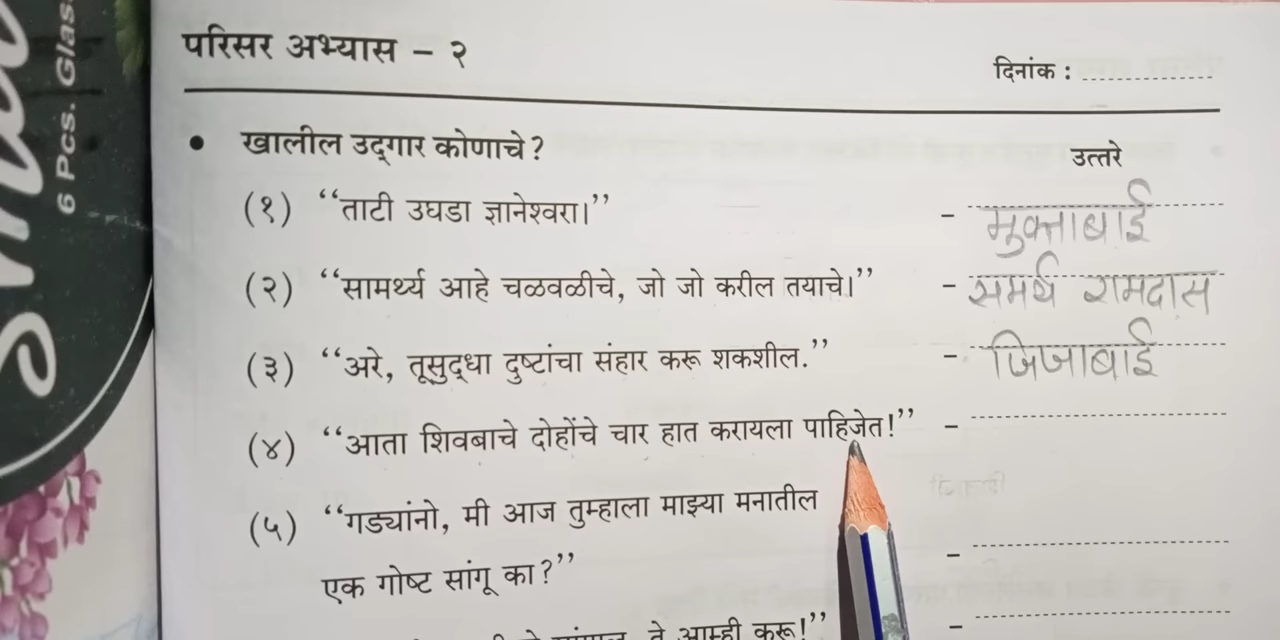 6 Pcs. Glas
परिसर अभ्यास – २
दिनांक : ....................
• खालील उद्‌गार कोणाचे ?
उत्तरे
(१) “ताटी उघडा ज्ञानेश्वरा।” – मुक्ताबाई
(२) “सामर्थ्य आहे चळवळीचे, जो जो करील तयाचे।” – समर्थ रामदास
(३) “अरे, तूसुद्‌धा दुष्टांचा संहार करू शकशील.” – जिजाबाई
(४) “आता शिवबाचे दोहोंचे चार हात करायला पाहिजेत!” –
(५) “गड्यांनो, मी आज तुम्हाला माझ्या मनातील
एक गोष्ट सांगू का?” –
ते आम्ही करू!” –